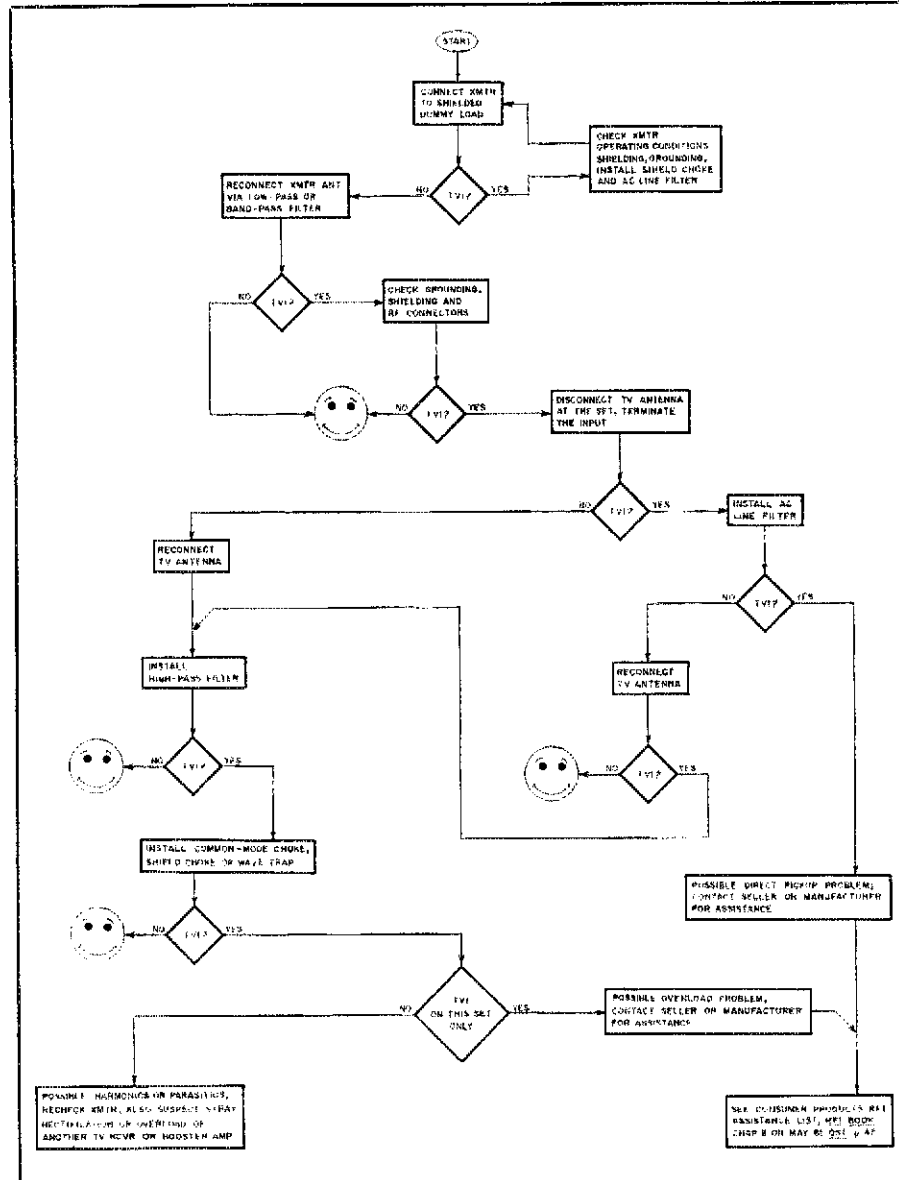 START
CONNECT XMTR
TO SHIELDED
DUMMY LOAD
CHECK XMTR
OPERATING CONDITIONS
SHIELDING, GROUNDING,
INSTALL SHIELD CHOKE
AND AC LINE FILTER
NO
TVI?
YES
RECONNECT XMTR ANT
VIA LOW-PASS OR
BAND-PASS FILTER
NO
TVI?
YES
CHECK GROUNDING,
SHIELDING AND
RF CONNECTORS
NO
TVI?
YES
DISCONNECT TV ANTENNA
AT THE SET, TERMINATE
THE INPUT
NO
TVI?
YES
INSTALL AC
LINE FILTER
RECONNECT
TV ANTENNA
NO
TVI?
YES
INSTALL
HIGH-PASS FILTER
RECONNECT
TV ANTENNA
NO
TVI?
YES
NO
TVI?
YES
INSTALL COMMON-MODE CHOKE,
SHIELD CHOKE OR WAVE TRAP
POSSIBLE DIRECT PICKUP PROBLEM,
CONTACT SELLER OR MANUFACTURER
FOR ASSISTANCE
NO
TVI?
YES
NO
TVI
ON THIS SET
ONLY
YES
POSSIBLE OVERLOAD PROBLEM,
CONTACT SELLER OR MANUFACTURER
FOR ASSISTANCE
POSSIBLE HARMONICS OR PARASITICS,
RECHECK XMTR, ALSO SUSPECT STRAY
RECTIFICATION OR OVERLOAD OF
ANOTHER TV RCVR OR BOOSTER AMP
SEE CONSUMER PRODUCTS RFI
ASSISTANCE LIST, RFI BOOK
CHAP 8 OR MAY 82 QST p